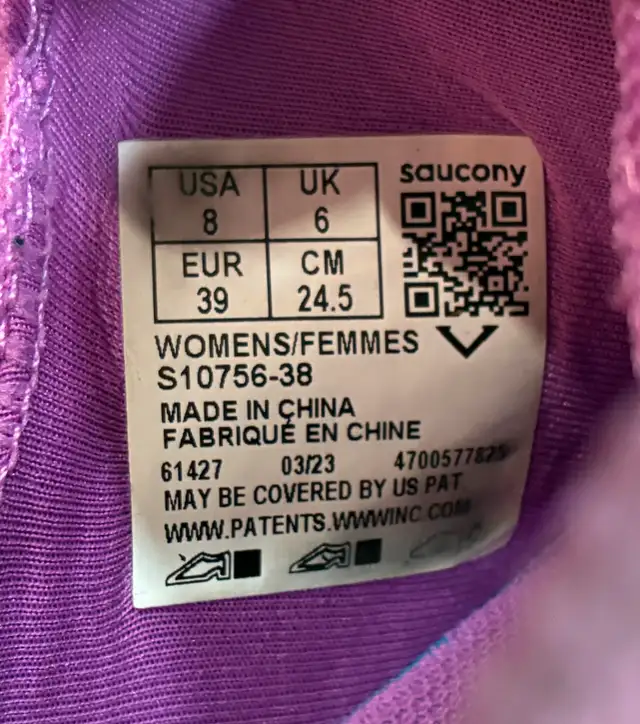 USA UK
8 6
EUR CM
39 24.5
saucony
WOMENS/FEMMES
S10756-38
MADE IN CHINA
FABRIQUÉ EN CHINE
61427 03/23
MAY BE COVERED BY US PAT
WWW.PATENTS.WWWINC.COM